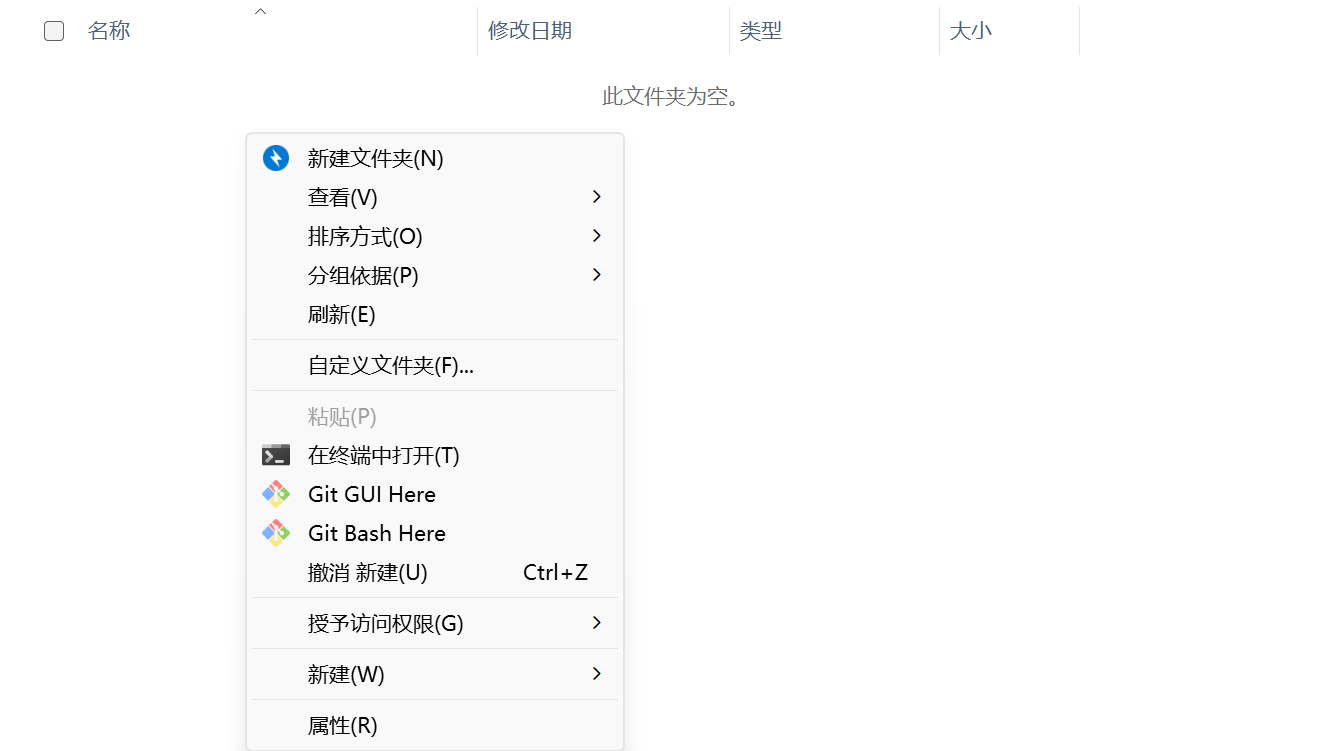 名称 修改日期 类型 大小
此文件夹为空。
新建文件夹(N)
查看(V)
排序方式(O)
分组依据(P)
刷新(E)
自定义文件夹(F)...
粘贴(P)
在终端中打开(T)
Git GUI Here
Git Bash Here
撤消 新建(U) Ctrl+Z
授予访问权限(G)
新建(W)
属性(R)